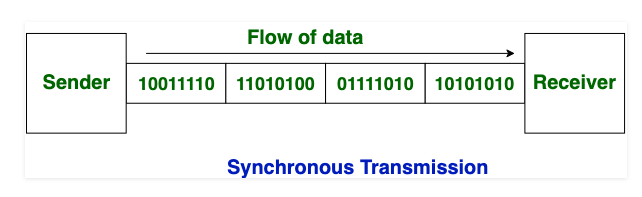 Flow of data
Sender 10011110 11010100 01111010 10101010 Receiver
Synchronous Transmission